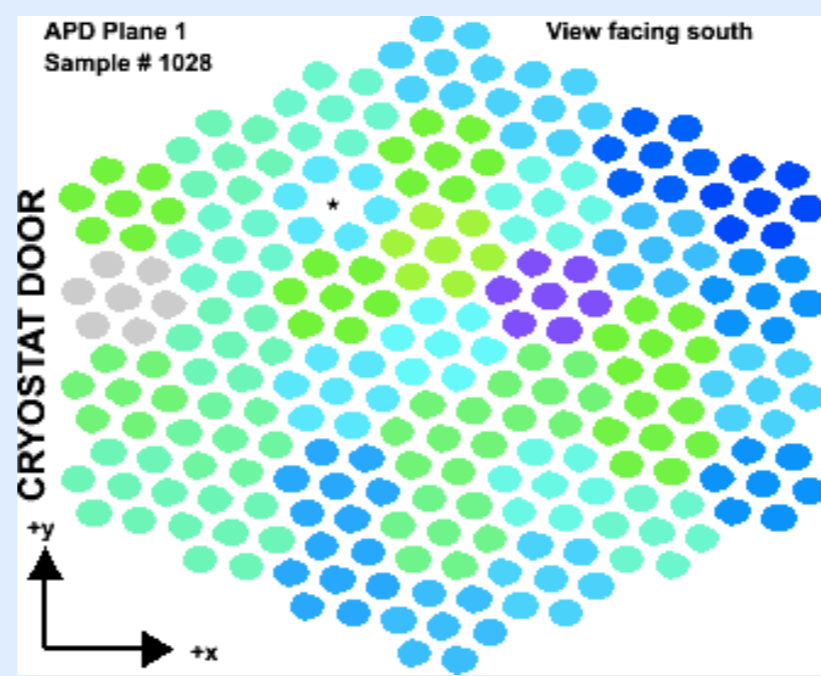 APD Plane 1
Sample # 1028
View facing south
CRYOSTAT DOOR
*
+y
+x